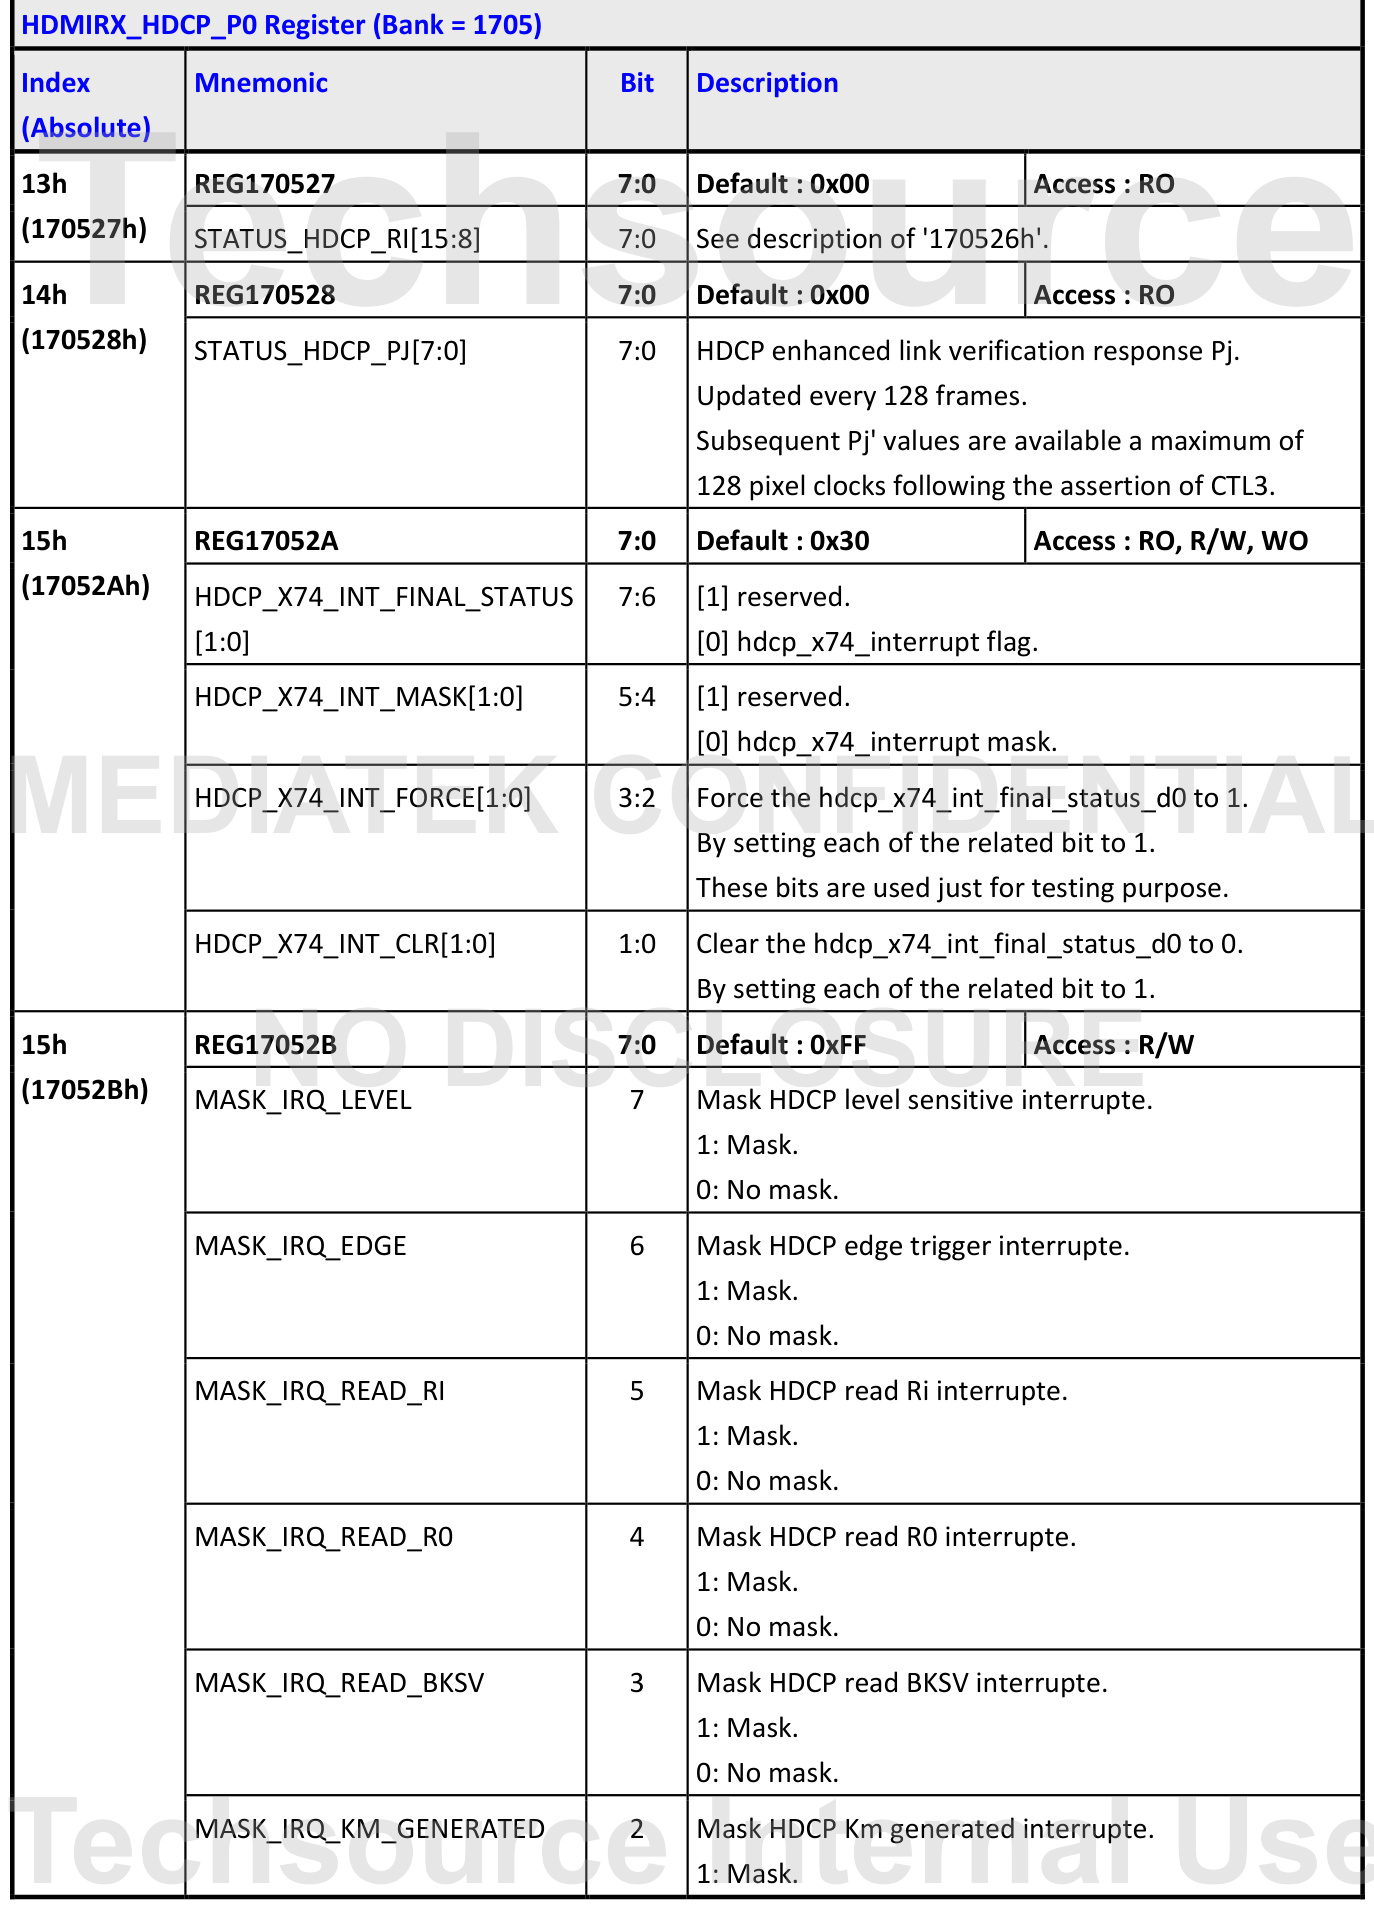 HDMIRX_HDCP_P0 Register (Bank = 1705)
Index (Absolute) Mnemonic Bit Description
13h (170527h) REG170527 7:0 Default : 0x00 Access : RO
STATUS_HDCP_RI[15:8] 7:0 See description of '170526h'.
14h (170528h) REG170528 7:0 Default : 0x00 Access : RO
STATUS_HDCP_PJ[7:0] 7:0 HDCP enhanced link verification response Pj.
Updated every 128 frames.
Subsequent Pj' values are available a maximum of
128 pixel clocks following the assertion of CTL3.
15h (17052Ah) REG17052A 7:0 Default : 0x30 Access : RO, R/W, WO
HDCP_X74_INT_FINAL_STATUS[1:0] 7:6 [1] reserved.
[0] hdcp_x74_interrupt flag.
HDCP_X74_INT_MASK[1:0] 5:4 [1] reserved.
[0] hdcp_x74_interrupt mask.
HDCP_X74_INT_FORCE[1:0] 3:2 Force the hdcp_x74_int_final_status_d0 to 1.
By setting each of the related bit to 1.
These bits are used just for testing purpose.
HDCP_X74_INT_CLR[1:0] 1:0 Clear the hdcp_x74_int_final_status_d0 to 0.
By setting each of the related bit to 1.
15h (17052Bh) REG17052B 7:0 Default : 0xFF Access : R/W
MASK_IRQ_LEVEL 7 Mask HDCP level sensitive interrupte.
1: Mask.
0: No mask.
MASK_IRQ_EDGE 6 Mask HDCP edge trigger interrupte.
1: Mask.
0: No mask.
MASK_IRQ_READ_RI 5 Mask HDCP read Ri interrupte.
1: Mask.
0: No mask.
MASK_IRQ_READ_R0 4 Mask HDCP read R0 interrupte.
1: Mask.
0: No mask.
MASK_IRQ_READ_BKSV 3 Mask HDCP read BKSV interrupte.
1: Mask.
0: No mask.
MASK_IRQ_KM_GENERATED 2 Mask HDCP Km generated interrupte.
1: Mask.
Techsource
MEDIATEK CONFIDENTIAL
NO DISCLOSURE
Techsource Internal Use